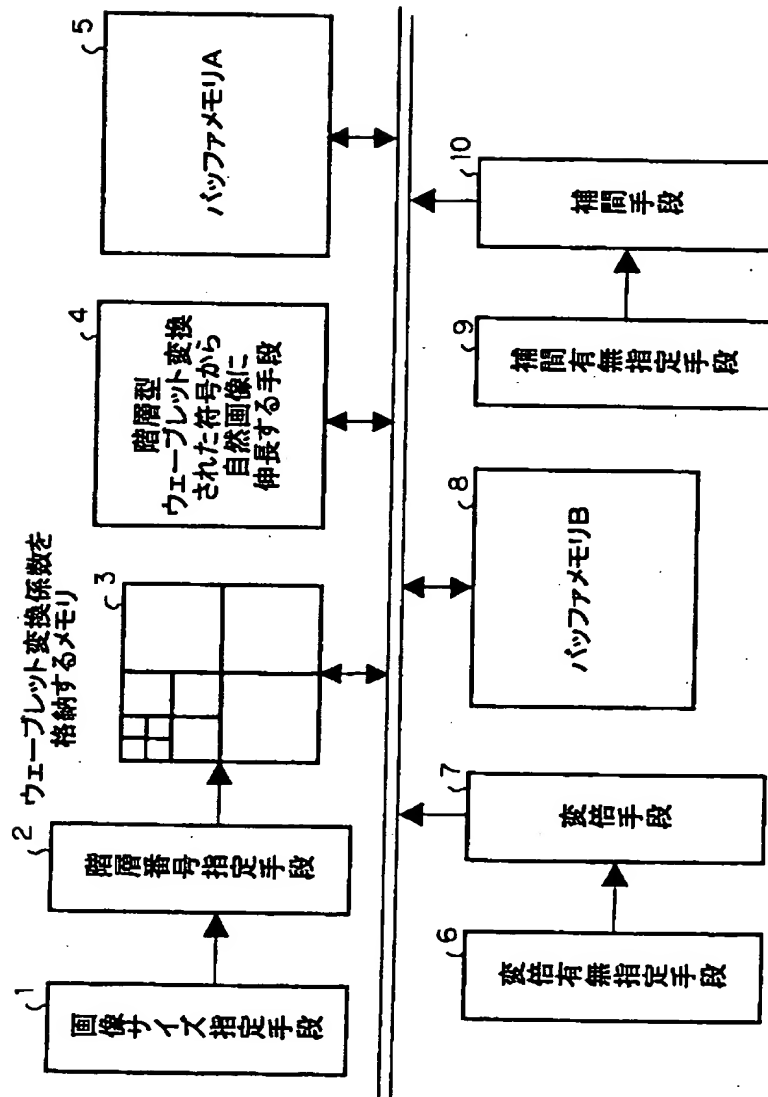 1
画像サイズ指定手段
2
階層番号指定手段
ウェーブレット変換係数を
格納するメモリ
3
4
階層型
ウェーブレット変換
された符号から
自然画像に
伸長する手段
5
バッファメモリA
6
変倍有無指定手段
7
変倍手段
8
バッファメモリB
9
補間有無指定手段
10
補間手段